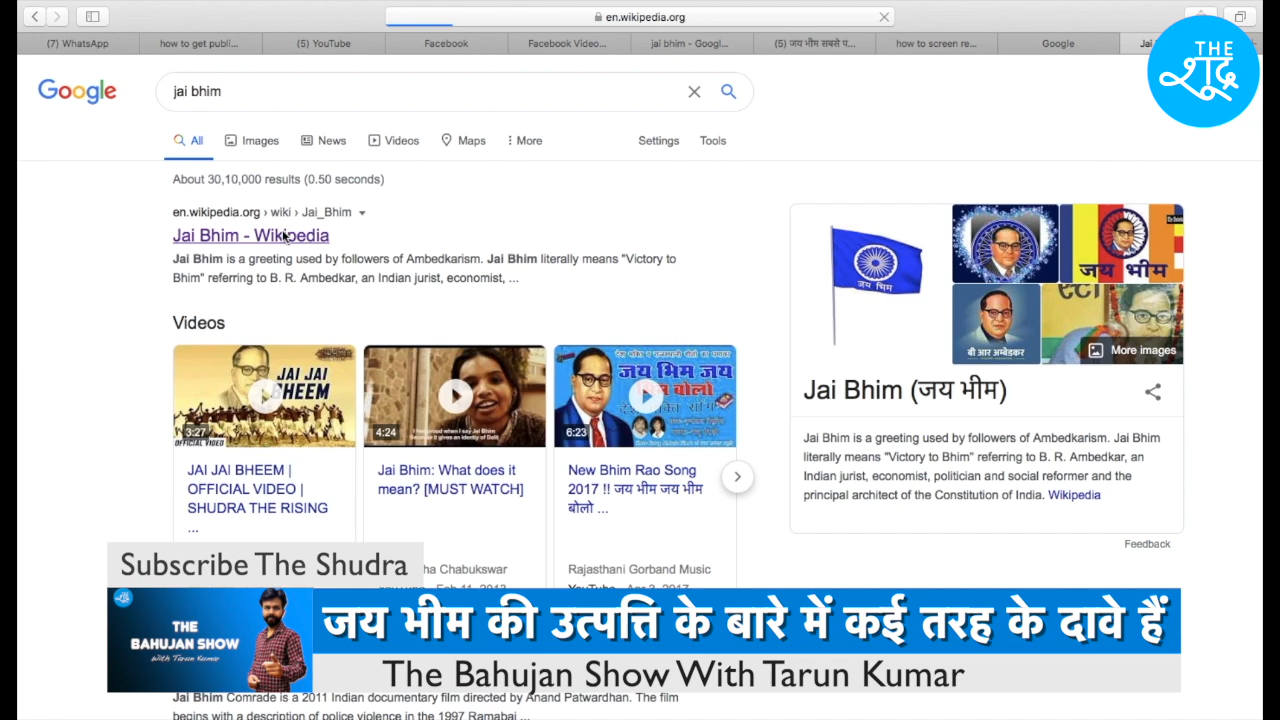 en.wikipedia.org
(7) WhatsApp
how to get publi...
(5) YouTube
Facebook
Facebook Video...
jai bhim - Googl...
(5) जय भीम सबसे प...
how to screen re...
Google
THE
शूद्र
Google
jai bhim
All
Images
News
Videos
Maps
More
Settings
Tools
About 30,10,000 results (0.50 seconds)
en.wikipedia.org › wiki › Jai_Bhim
Jai Bhim - Wikipedia
Jai Bhim is a greeting used by followers of Ambedkarism. Jai Bhim literally means "Victory to
Bhim" referring to B. R. Ambedkar, an Indian jurist, economist, ...
Videos
JAI JAI
BHEEM
3:27
OFFICIAL VIDEO
4:24
जय भिम जय
बोलो
6:23
JAI JAI BHEEM |
OFFICIAL VIDEO |
SHUDRA THE RISING
...
Jai Bhim: What does it
mean? [MUST WATCH]
New Bhim Rao Song
2017 !! जय भीम जय भीम
बोलो ...
ha Chabukswar
Rajasthani Gorband Music
जय भिम
जय भीम
बी आर अम्बेडकर
More images
Jai Bhim (जय भीम)
Jai Bhim is a greeting used by followers of Ambedkarism. Jai Bhim
literally means "Victory to Bhim" referring to B. R. Ambedkar, an
Indian jurist, economist, politician and social reformer and the
principal architect of the Constitution of India. Wikipedia
Feedback
Subscribe The Shudra
शूद्र
THE
BAHUJAN SHOW
With Tarun Kumar
जय भीम की उत्पत्ति के बारे में कई तरह के दावे हैं
The Bahujan Show With Tarun Kumar
Jai Bhim Comrade is a 2011 Indian documentary film directed by Anand Patwardhan. The film
begins with a description of police violence in the 1997 Ramabai ...